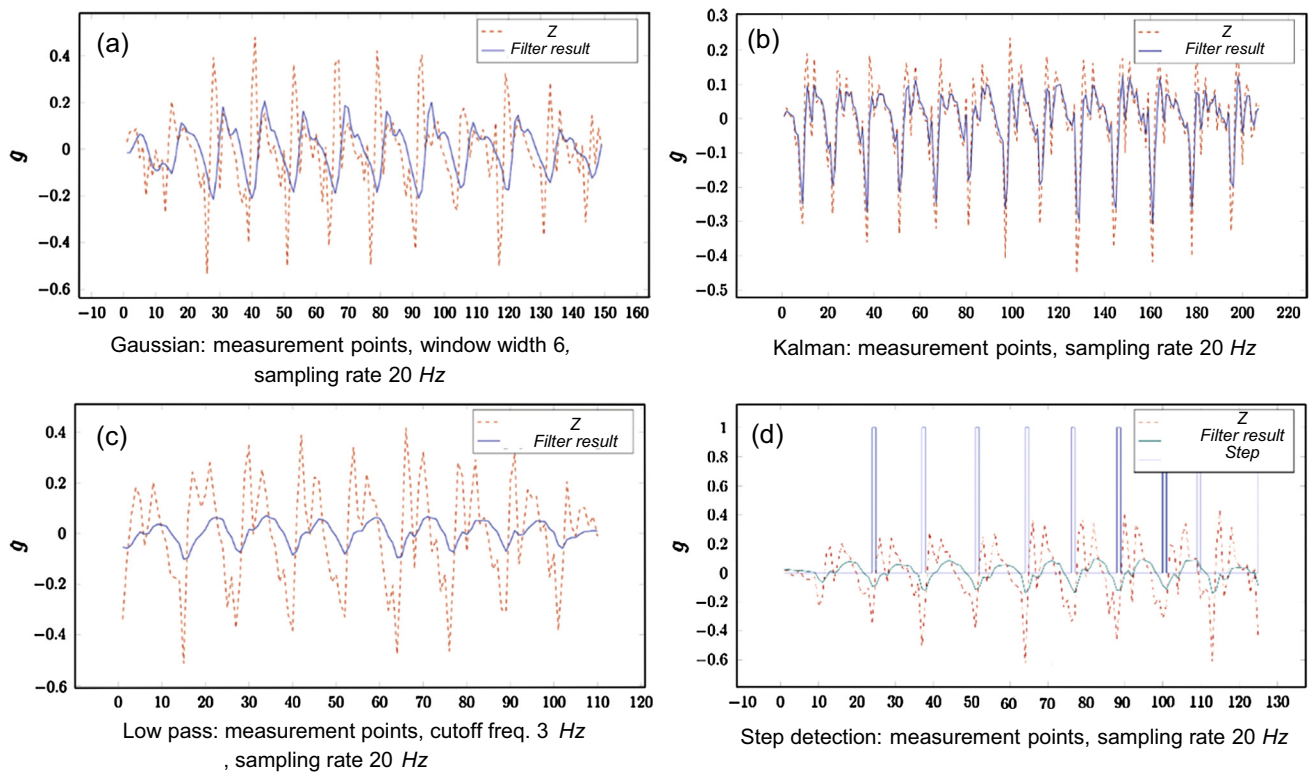 (a)
Z
Filter result
0.4
0.2
0
−0.2
−0.4
−0.6
g
−10 0 10 20 30 40 50 60 70 80 90 100 110 120 130 140 150 160
Gaussian: measurement points, window width 6,
sampling rate 20 Hz
(b)
Z
Filter result
0.3
0.2
0.1
0
−0.1
−0.2
−0.3
−0.4
−0.5
g
−20 0 20 40 60 80 100 120 140 160 180 200 220
Kalman: measurement points, sampling rate 20 Hz
(c)
Z
Filter result
0.4
0.2
0
−0.2
−0.4
−0.6
g
0 10 20 30 40 50 60 70 80 90 100 110 120
Low pass: measurement points, cutoff freq. 3 Hz
, sampling rate 20 Hz
(d)
Z
Filter result
Step
1
0.8
0.6
0.4
0.2
0
−0.2
−0.4
−0.6
g
−10 0 10 20 30 40 50 60 70 80 90 100 110 125 130
Step detection: measurement points, sampling rate 20 Hz